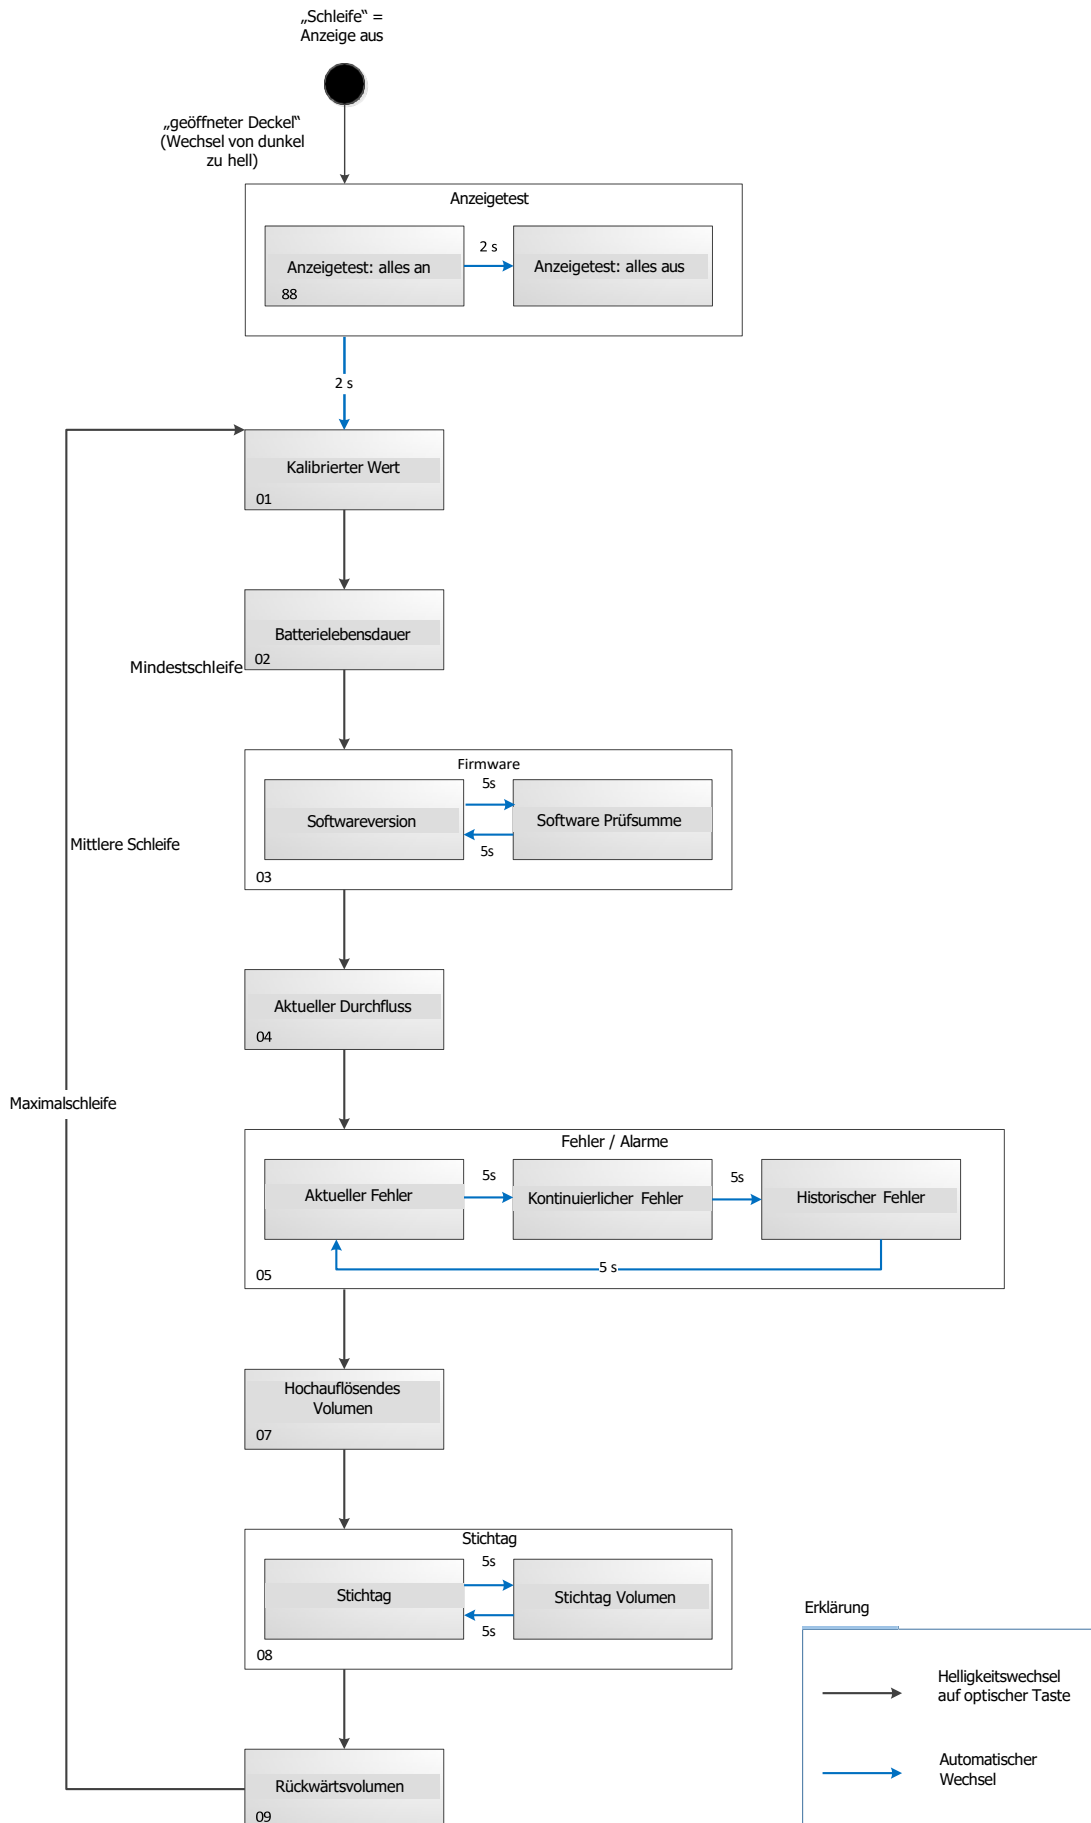 „Schleife“ =
Anzeige aus
„geöffneter Deckel“
(Wechsel von dunkel
zu hell)
Anzeigetest
Anzeigetest: alles an
88
2 s
Anzeigetest: alles aus
2 s
Kalibrierter Wert
01
Batterielebensdauer
02
Mindestschleife
Firmware
Softwareversion
5s
5s
Software Prüfsumme
03
Mittlere Schleife
Aktueller Durchfluss
04
Maximalschleife
Fehler / Alarme
Aktueller Fehler
5s
Kontinuierlicher Fehler
5s
Historischer Fehler
5 s
05
Hochauflösendes
Volumen
07
Stichtag
Stichtag
5s
5s
Stichtag Volumen
08
Rückwärtsvolumen
09
Erklärung
Helligkeitswechsel
auf optischer Taste
Automatischer
Wechsel